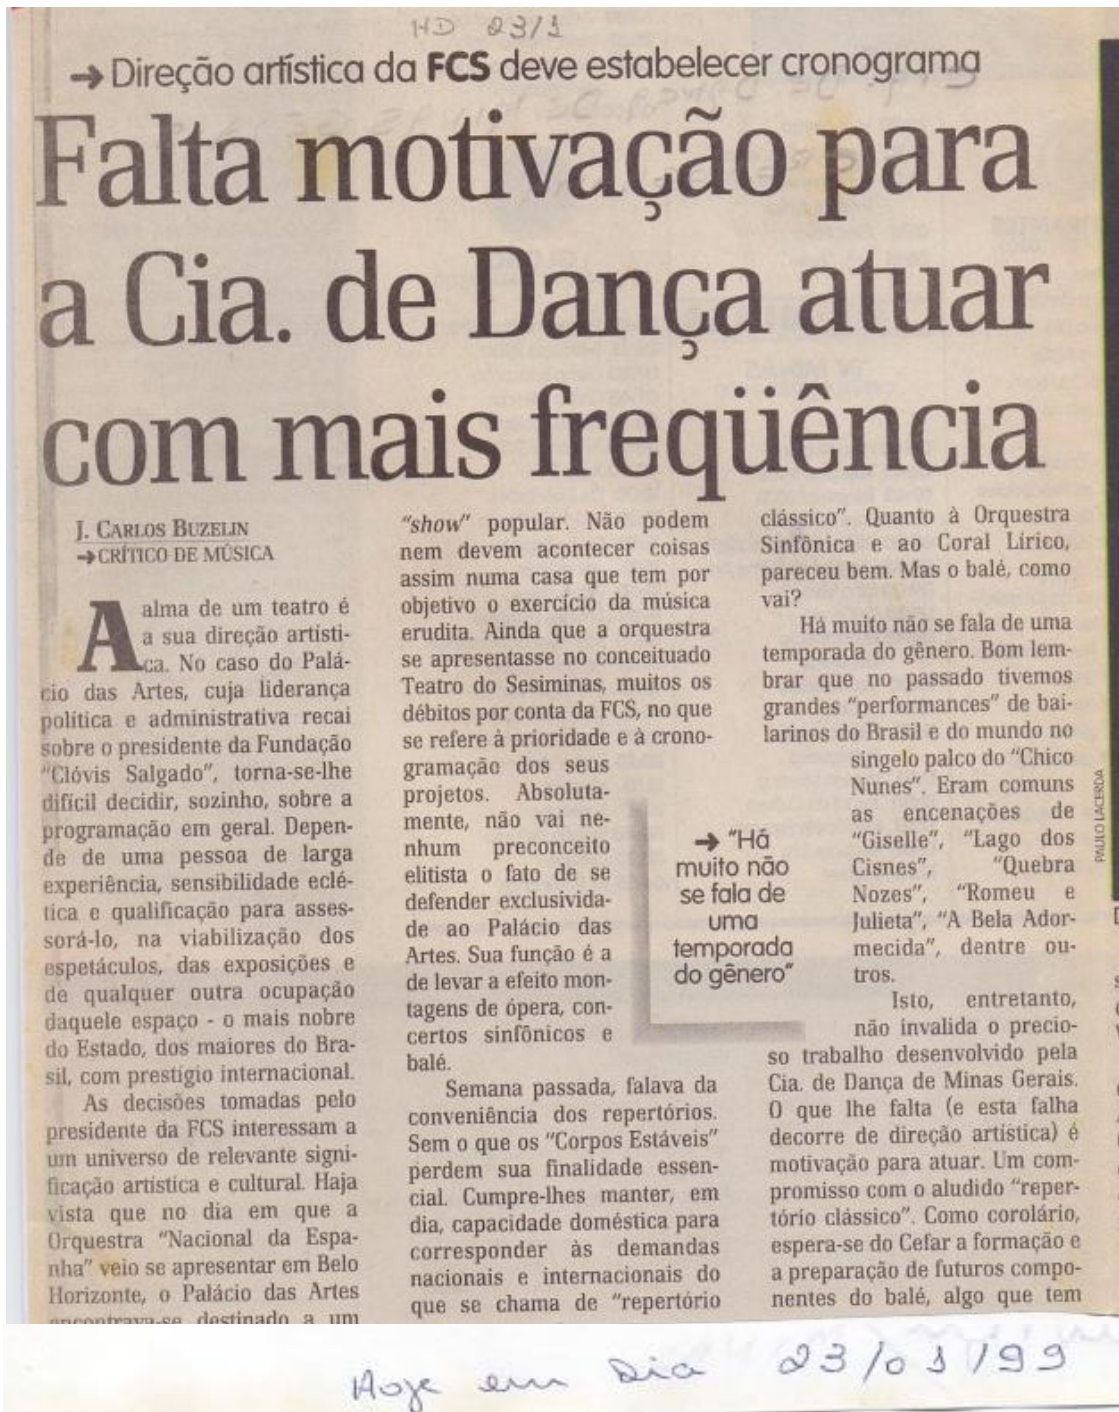 HD 23/1
→ Direção artística da FCS deve estabelecer cronograma
Falta motivação para
a Cia. de Dança atuar
com mais freqüência
J. CARLOS BUZELIN
→CRÍTICO DE MÚSICA
A alma de um teatro é
a sua direção artísti-
ca. No caso do Palá-
cio das Artes, cuja liderança
política e administrativa recai
sobre o presidente da Fundação
"Clóvis Salgado", torna-se-lhe
difícil decidir, sozinho, sobre a
programação em geral. Depen-
de de uma pessoa de larga
experiência, sensibilidade eclé-
tica e qualificação para asses-
sorá-lo, na viabilização dos
espetáculos, das exposições e
de qualquer outra ocupação
daquele espaço - o mais nobre
do Estado, dos maiores do Bra-
sil, com prestígio internacional.
As decisões tomadas pelo
presidente da FCS interessam a
um universo de relevante signi-
ficação artística e cultural. Haja
vista que no dia em que a
Orquestra "Nacional da Espa-
nha" veio se apresentar em Belo
Horizonte, o Palácio das Artes
encontrava-se destinado a um
"show" popular. Não podem
nem devem acontecer coisas
assim numa casa que tem por
objetivo o exercício da música
erudita. Ainda que a orquestra
se apresentasse no conceituado
Teatro do Sesiminas, muitos os
débitos por conta da FCS, no que
se refere à prioridade e à crono-
gramação dos seus
projetos. Absoluta-
mente, não vai ne-
nhum preconceito
elitista o fato de se
defender exclusivida-
de ao Palácio das
Artes. Sua função é a
de levar a efeito mon-
tagens de ópera, con-
certos sinfônicos e
balé.
Semana passada, falava da
conveniência dos repertórios.
Sem o que os "Corpos Estáveis"
perdem sua finalidade essen-
cial. Cumpre-lhes manter, em
dia, capacidade doméstica para
corresponder às demandas
nacionais e internacionais do
que se chama de "repertório
→ "Há
muito não
se fala de
uma
temporada
do gênero"
clássico". Quanto à Orquestra
Sinfônica e ao Coral Lírico,
pareceu bem. Mas o balé, como
vai?
Há muito não se fala de uma
temporada do gênero. Bom lem-
brar que no passado tivemos
grandes "performances" de bai-
larinos do Brasil e do mundo no
singelo palco do "Chico
Nunes". Eram comuns
as encenações de
"Giselle", "Lago dos
Cisnes", "Quebra
Nozes", "Romeu e
Julieta", "A Bela Ador-
mecida", dentre ou-
tros.
Isto, entretanto,
não invalida o precio-
so trabalho desenvolvido pela
Cia. de Dança de Minas Gerais.
O que lhe falta (e esta falha
decorre de direção artística) é
motivação para atuar. Um com-
promisso com o aludido "reper-
tório clássico". Como corolário,
espera-se do Cefar a formação e
a preparação de futuros compo-
nentes do balé, algo que tem
PAULO LACERDA
Hoje em Dia 23/01/99